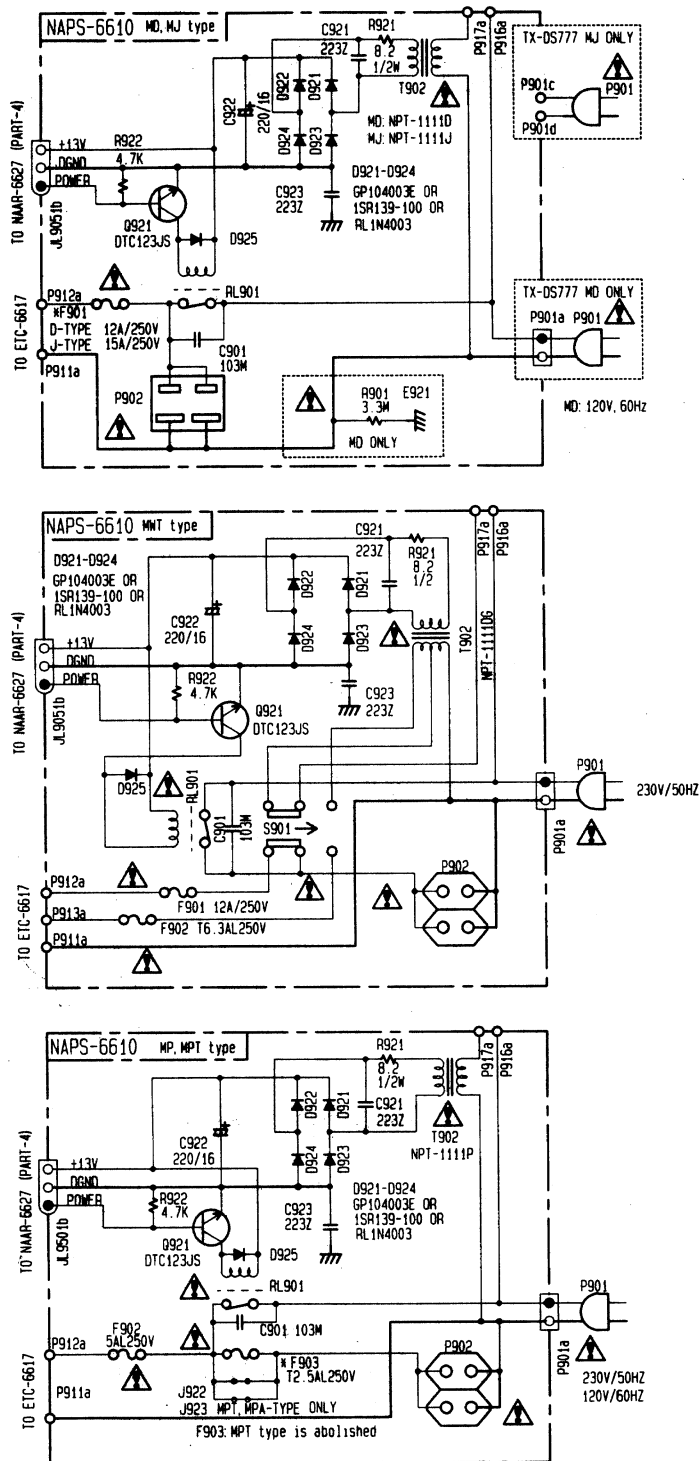 NAPS-6610 MD, MJ type
C921
223Z
R921
8.2
1/2W
P917a
P916a
TX-DS777 MJ ONLY
P901c
P901
P901d
T902
MD: NPT-1111D
MJ: NPT-1111J
C922
220/16
D922
D921
D924
D923
TO NAAR-6627 (PART-4)
+13V
DGND
POWER
JL9051b
R922
4.7K
Q921
DTC123JS
D925
C923
223Z
D921-D924
GP104003E OR
1SR139-100 OR
RL1N4003
TO ETC-6617
P912a
*F901
D-TYPE 12A/250V
J-TYPE 15A/250V
P911a
RL901
C901
103M
P902
R901
3.3M
E921
MD ONLY
TX-DS777 MD ONLY
P901a P901
MD: 120V, 60Hz
NAPS-6610 MWT type
D921-D924
GP104003E OR
1SR139-100 OR
RL1N4003
C922
220/16
D922
D921
D924
D923
C921
223Z
R921
8.2
1/2
P917a
P916a
T902
NPT-1111DG
TO NAAR-6627 (PART-4)
+13V
DGND
POWER
JL9051b
R922
4.7K
Q921
DTC123JS
C923
223Z
D925
RL901
C901
103M
S901
P901
230V/50HZ
P901a
P902
TO ETC-6617
P912a
F901 12A/250V
P913a
F902 T6.3AL250V
P911a
NAPS-6610 MP, MPT type
R921
8.2
1/2W
C921
223Z
P917a
P916a
T902
NPT-1111P
C922
220/16
D922
D921
D924
D923
TO NAAR-6627 (PART-4)
+13V
DGND
POWER
JL9501b
R922
4.7K
Q921
DTC123JS
D925
C923
223Z
D921-D924
GP104003E OR
1SR139-100 OR
RL1N4003
RL901
C901 103M
P901
P901a
230V/50HZ
120V/60HZ
TO ETC-6617
P912a
F902
5AL250V
* F903
T2.5AL250V
P902
P911a
J922
J923 MPT, MPA-TYPE ONLY
F903: MPT type is abolished